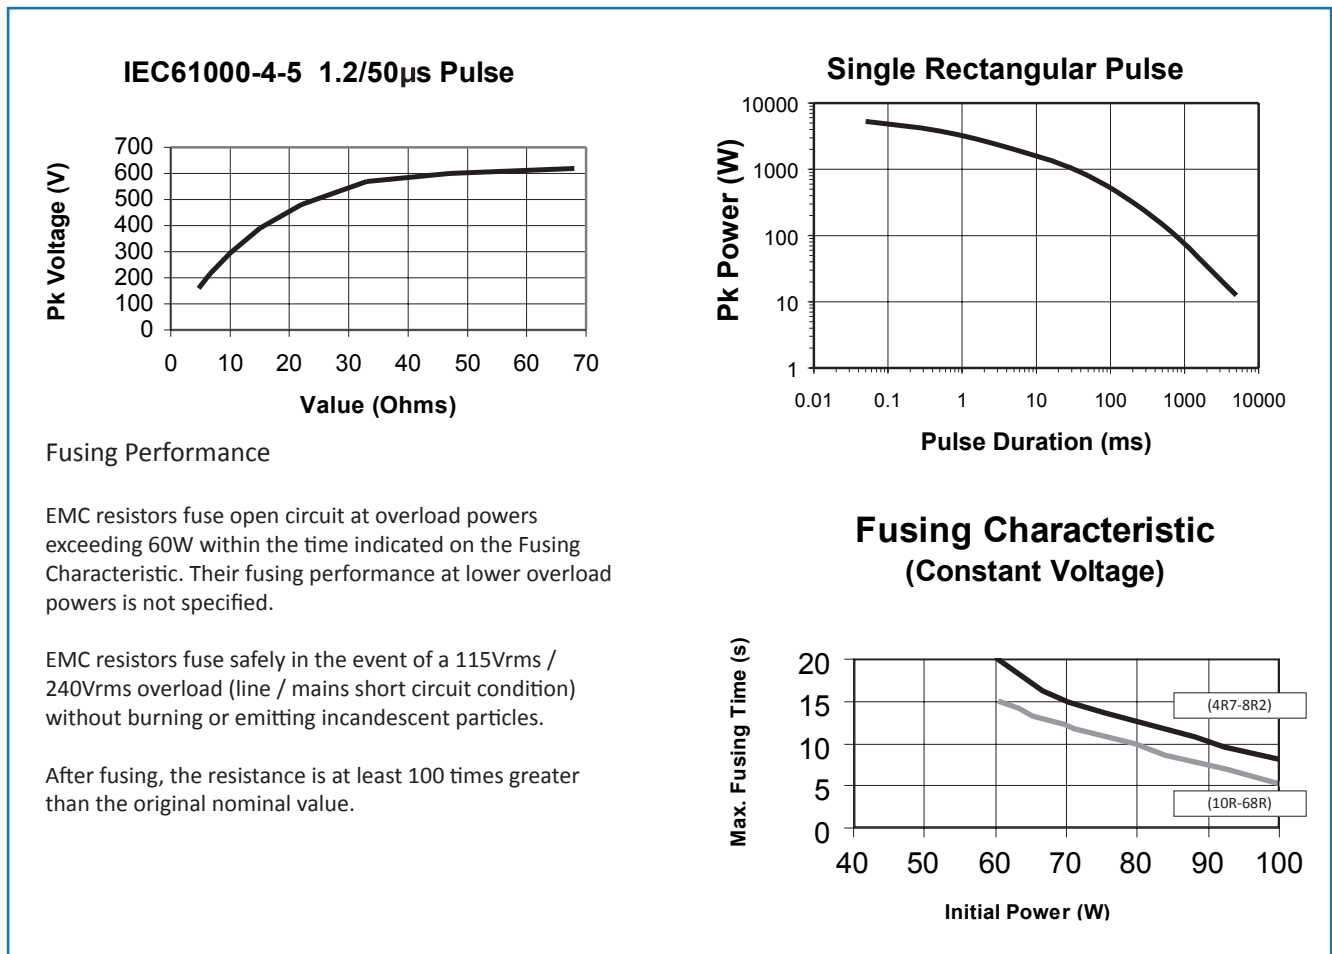 IEC61000-4-5 1.2/50µs Pulse
Pk Voltage (V)
700
600
500
400
300
200
100
0
0 10 20 30 40 50 60 70
Value (Ohms)
Single Rectangular Pulse
Pk Power (W)
10000
1000
100
10
1
0.01 0.1 1 10 100 1000 10000
Pulse Duration (ms)
Fusing Performance
EMC resistors fuse open circuit at overload powers
exceeding 60W within the time indicated on the Fusing
Characteristic. Their fusing performance at lower overload
powers is not specified.
EMC resistors fuse safely in the event of a 115Vrms /
240Vrms overload (line / mains short circuit condition)
without burning or emitting incandescent particles.
After fusing, the resistance is at least 100 times greater
than the original nominal value.
Fusing Characteristic
(Constant Voltage)
Max. Fusing Time (s)
20
15
10
5
0
(4R7-8R2)
(10R-68R)
40 50 60 70 80 90 100
Initial Power (W)